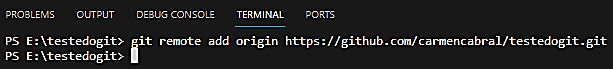 PROBLEMS OUTPUT DEBUG CONSOLE TERMINAL PORTS
PS E:\testedogit> git remote add origin https://github.com/carmencabral/testedogit.git
PS E:\testedogit>